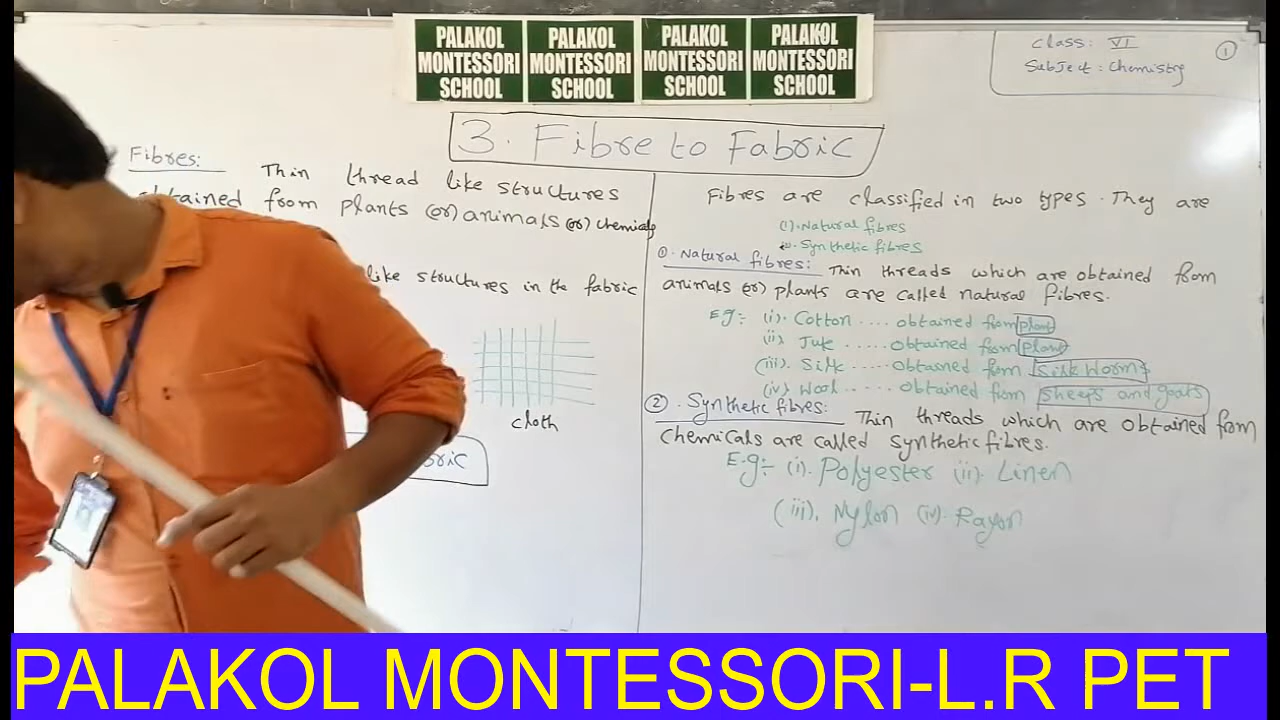 PALAKOL MONTESSORI SCHOOL
PALAKOL MONTESSORI SCHOOL
PALAKOL MONTESSORI SCHOOL
PALAKOL MONTESSORI SCHOOL
Class: VI
Subject: Chemistry
1
3. Fibre to Fabric
Fibres: Thin thread like structures
obtained from plants (or) animals (or) chemicals
like structures in the fabric
cloth
Fibres are classified in two types. They are
(i). Natural fibres
(ii). Synthetic fibres
①. Natural fibres: Thin threads which are obtained from
animals (or) plants are called natural fibres.
Eg:- (i). Cotton .... obtained from plant
(ii). Jute ..... obtained from plant
(iii). Silk ..... Obtained from Silk worms
(iv) Wool ..... obtained from Sheeps and goats
②. Synthetic fibres: Thin threads which are obtained from
Chemicals are called Synthetic fibres.
E.g:- (i). Polyester (ii). Linen
(iii). Nylon (iv). Rayon
PALAKOL MONTESSORI-L.R PET